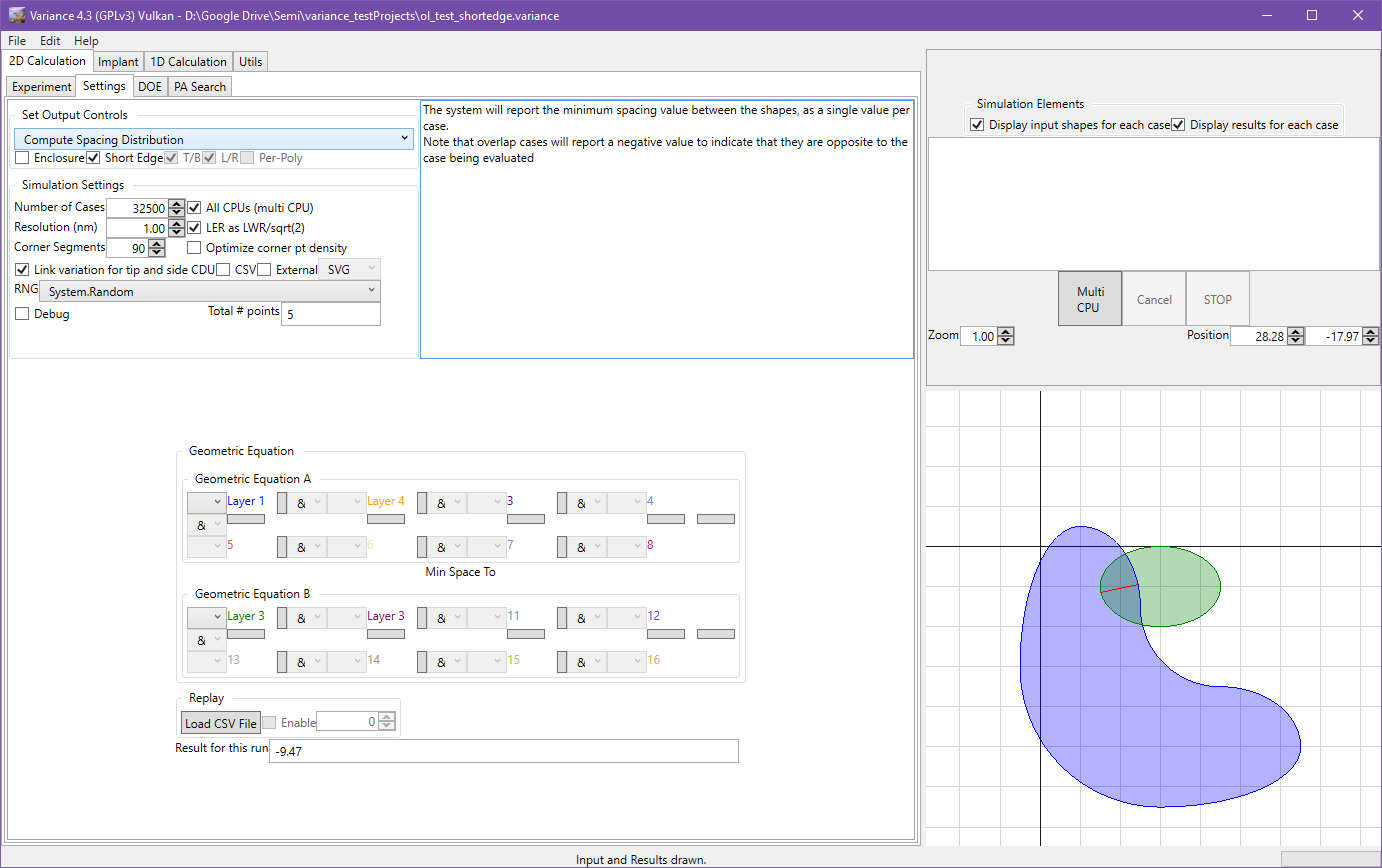 Variance 4.3 (GPLv3) Vulkan - D:\Google Drive\Semi\variance_testProjects\ol_test_shortedge.variance
File Edit Help
2D Calculation Implant 1D Calculation Utils
Experiment Settings DOE PA Search
Set Output Controls
Compute Spacing Distribution
Enclosure Short Edge T/B L/R Per-Poly
The system will report the minimum spacing value between the shapes, as a single value per
case.
Note that overlap cases will report a negative value to indicate that they are opposite to the
case being evaluated
Simulation Settings
Number of Cases 32500 All CPUs (multi CPU)
Resolution (nm) 1.00 LER as LWR/sqrt(2)
Corner Segments 90 Optimize corner pt density
Link variation for tip and side CDU CSV External SVG
RNG System.Random
Debug Total # points 5
Geometric Equation
Geometric Equation A
Layer 1 & Layer 4 & 3 & 4
&
5 & 6 & 7 & 8
Min Space To
Geometric Equation B
Layer 3 & Layer 3 & 11 & 12
&
13 & 14 & 15 & 16
Replay
Load CSV File Enable 0
Result for this run -9.47
Simulation Elements
Display input shapes for each case Display results for each case
Multi
CPU
Cancel STOP
Zoom 1.00 Position 28.28 -17.97
Input and Results drawn.